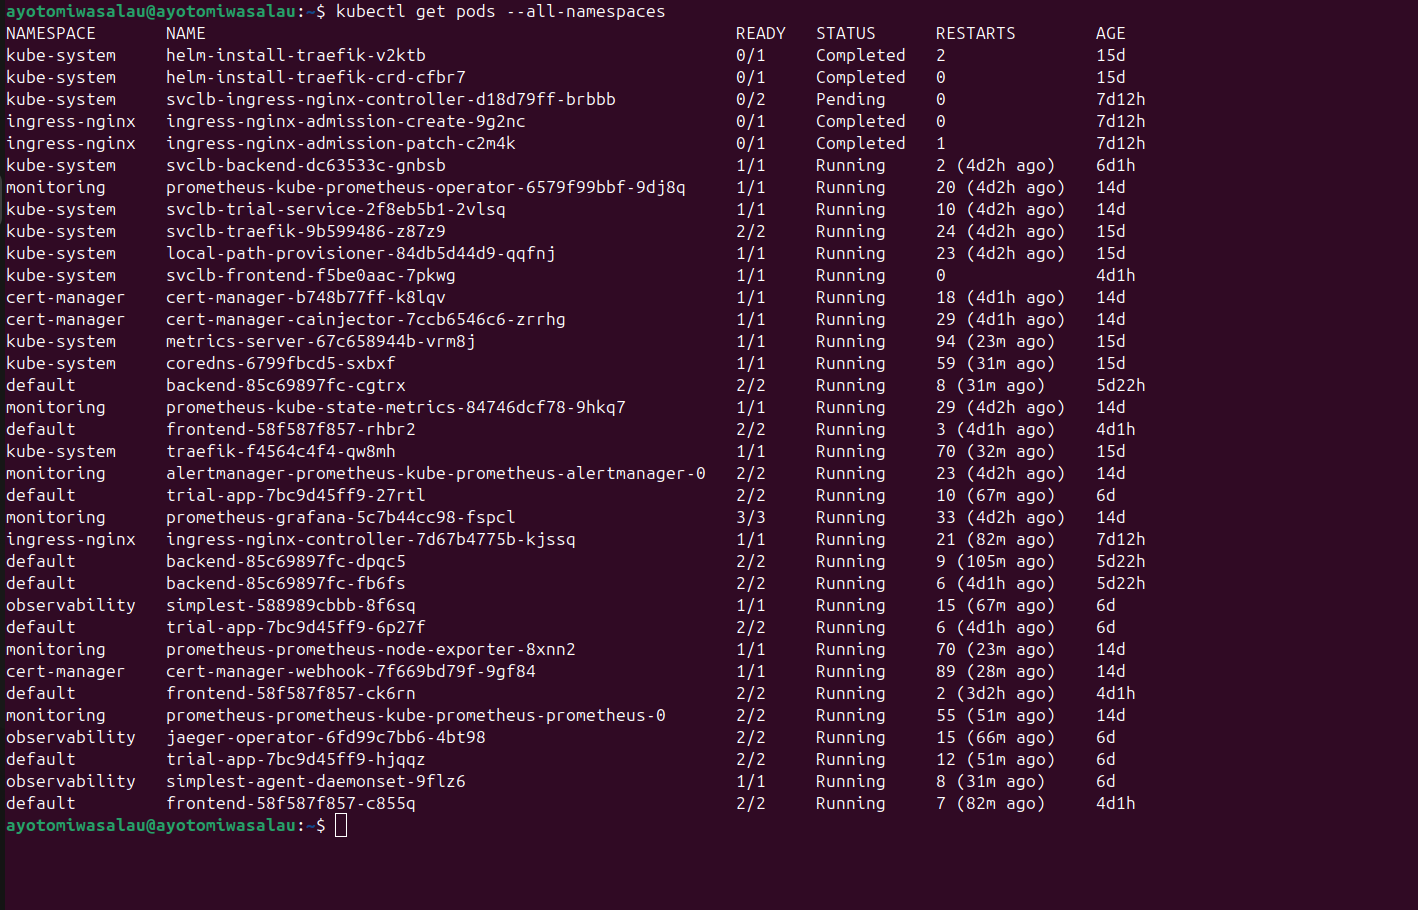 ayotomiwasalau@ayotomiwasalau:~$ kubectl get pods --all-namespaces
NAMESPACE NAME READY STATUS RESTARTS AGE
kube-system helm-install-traefik-v2ktb 0/1 Completed 2 15d
kube-system helm-install-traefik-crd-cfbr7 0/1 Completed 0 15d
kube-system svclb-ingress-nginx-controller-d18d79ff-brbbb 0/2 Pending 0 7d12h
ingress-nginx ingress-nginx-admission-create-9g2nc 0/1 Completed 0 7d12h
ingress-nginx ingress-nginx-admission-patch-c2m4k 0/1 Completed 1 7d12h
kube-system svclb-backend-dc63533c-gnbsb 1/1 Running 2 (4d2h ago) 6d1h
monitoring prometheus-kube-prometheus-operator-6579f99bbf-9dj8q 1/1 Running 20 (4d2h ago) 14d
kube-system svclb-trial-service-2f8eb5b1-2vlsq 1/1 Running 10 (4d2h ago) 14d
kube-system svclb-traefik-9b599486-z87z9 2/2 Running 24 (4d2h ago) 15d
kube-system local-path-provisioner-84db5d44d9-qqfnj 1/1 Running 23 (4d2h ago) 15d
kube-system svclb-frontend-f5be0aac-7pkwg 1/1 Running 0 4d1h
cert-manager cert-manager-b748b77ff-k8lqv 1/1 Running 18 (4d1h ago) 14d
cert-manager cert-manager-cainjector-7ccb6546c6-zrrhg 1/1 Running 29 (4d1h ago) 14d
kube-system metrics-server-67c658944b-vrm8j 1/1 Running 94 (23m ago) 15d
kube-system coredns-6799fbcd5-sxbxf 1/1 Running 59 (31m ago) 15d
default backend-85c69897fc-cgtrx 2/2 Running 8 (31m ago) 5d22h
monitoring prometheus-kube-state-metrics-84746dcf78-9hkq7 1/1 Running 29 (4d2h ago) 14d
default frontend-58f587f857-rhbr2 2/2 Running 3 (4d1h ago) 4d1h
kube-system traefik-f4564c4f4-qw8mh 1/1 Running 70 (32m ago) 15d
monitoring alertmanager-prometheus-kube-prometheus-alertmanager-0 2/2 Running 23 (4d2h ago) 14d
default trial-app-7bc9d45ff9-27rtl 2/2 Running 10 (67m ago) 6d
monitoring prometheus-grafana-5c7b44cc98-fspcl 3/3 Running 33 (4d2h ago) 14d
ingress-nginx ingress-nginx-controller-7d67b4775b-kjssq 1/1 Running 21 (82m ago) 7d12h
default backend-85c69897fc-dpqc5 2/2 Running 9 (105m ago) 5d22h
default backend-85c69897fc-fb6fs 2/2 Running 6 (4d1h ago) 5d22h
observability simplest-588989cbbb-8f6sq 1/1 Running 15 (67m ago) 6d
default trial-app-7bc9d45ff9-6p27f 2/2 Running 6 (4d1h ago) 6d
monitoring prometheus-prometheus-node-exporter-8xnn2 1/1 Running 70 (23m ago) 14d
cert-manager cert-manager-webhook-7f669bd79f-9gf84 1/1 Running 89 (28m ago) 14d
default frontend-58f587f857-ck6rn 2/2 Running 2 (3d2h ago) 4d1h
monitoring prometheus-prometheus-kube-prometheus-prometheus-0 2/2 Running 55 (51m ago) 14d
observability jaeger-operator-6fd99c7bb6-4bt98 2/2 Running 15 (66m ago) 6d
default trial-app-7bc9d45ff9-hjqqz 2/2 Running 12 (51m ago) 6d
observability simplest-agent-daemonset-9flz6 1/1 Running 8 (31m ago) 6d
default frontend-58f587f857-c855q 2/2 Running 7 (82m ago) 4d1h
ayotomiwasalau@ayotomiwasalau:~$